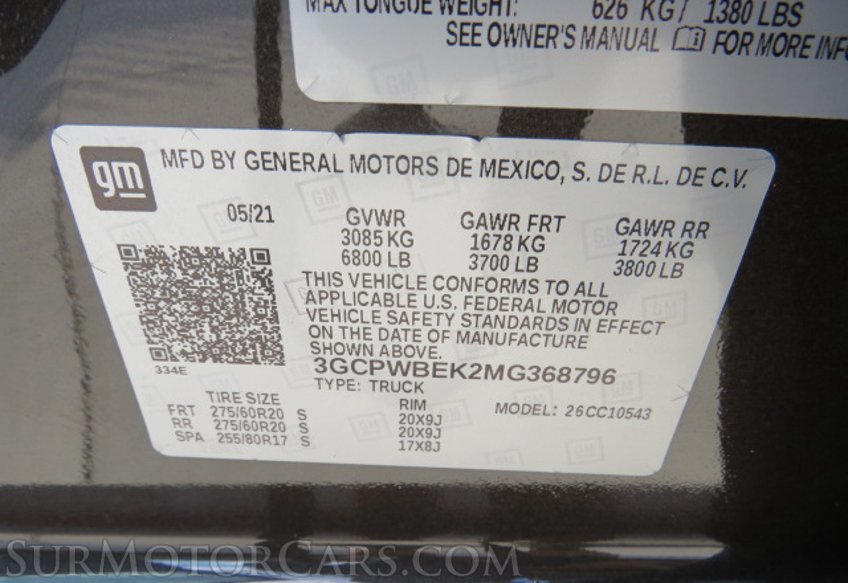 MAX TONGUE WEIGHT: 626 KG/ 1380 LBS
SEE OWNER'S MANUAL FOR MORE INFO
gm
MFD BY GENERAL MOTORS DE MEXICO, S. DE R.L. DE C.V.
05/21 GVWR GAWR FRT GAWR RR
3085 KG 1678 KG 1724 KG
6800 LB 3700 LB 3800 LB
THIS VEHICLE CONFORMS TO ALL
APPLICABLE U.S. FEDERAL MOTOR
VEHICLE SAFETY STANDARDS IN EFFECT
ON THE DATE OF MANUFACTURE
SHOWN ABOVE.
334E
3GCPWBEK2MG368796
TYPE: TRUCK
TIRE SIZE RIM MODEL: 26CC10543
FRT 275/60R20 S 20X9J
RR 275/60R20 S 20X9J
SPA 255/80R17 S 17X8J
SURMOTORCARS.COM